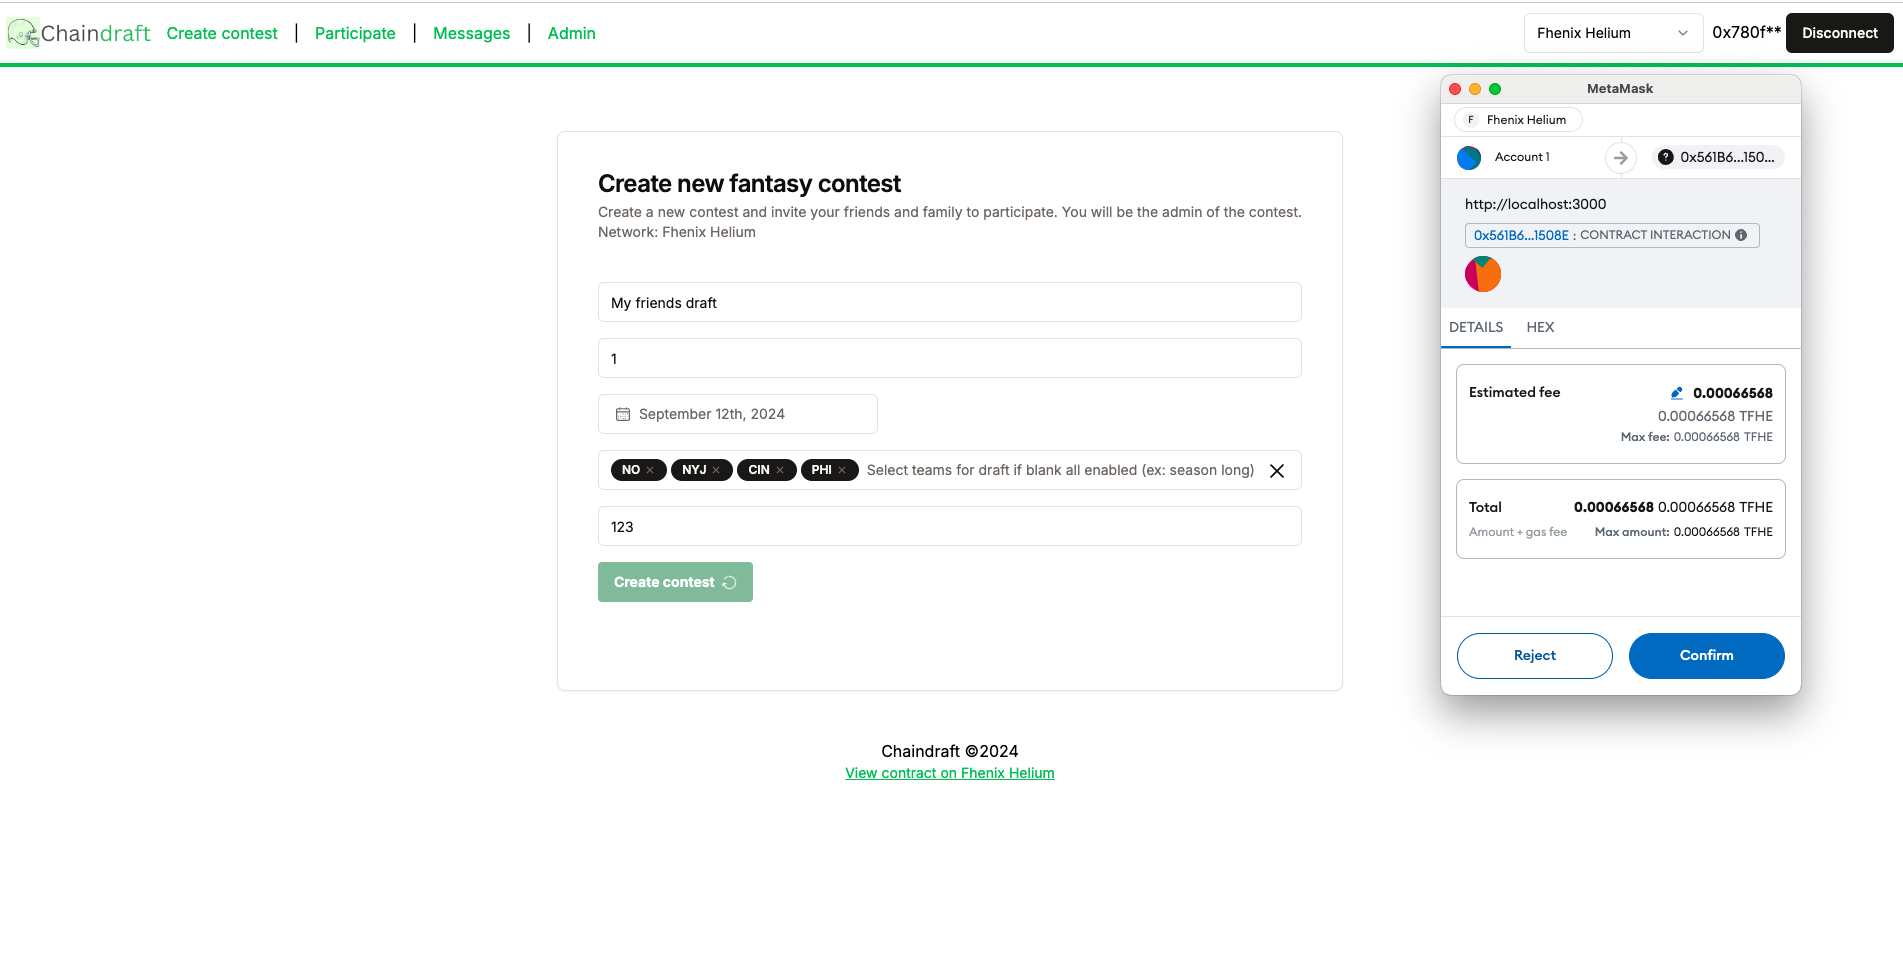 Chaindraft Create contest | Participate | Messages | Admin Fhenix Helium 0x780f** Disconnect
Create new fantasy contest
Create a new contest and invite your friends and family to participate. You will be the admin of the contest.
Network: Fhenix Helium
My friends draft
1
September 12th, 2024
NO × NYJ × CIN × PHI × Select teams for draft if blank all enabled (ex: season long)
123
Create contest
Chaindraft ©2024
View contract on Fhenix Helium
MetaMask
F Fhenix Helium
Account 1 0x561B6...150...
http://localhost:3000
0x561B6...1508E : CONTRACT INTERACTION
DETAILS HEX
Estimated fee 0.00066568
0.00066568 TFHE
Max fee: 0.00066568 TFHE
Total 0.00066568 0.00066568 TFHE
Amount + gas fee Max amount: 0.00066568 TFHE
Reject Confirm